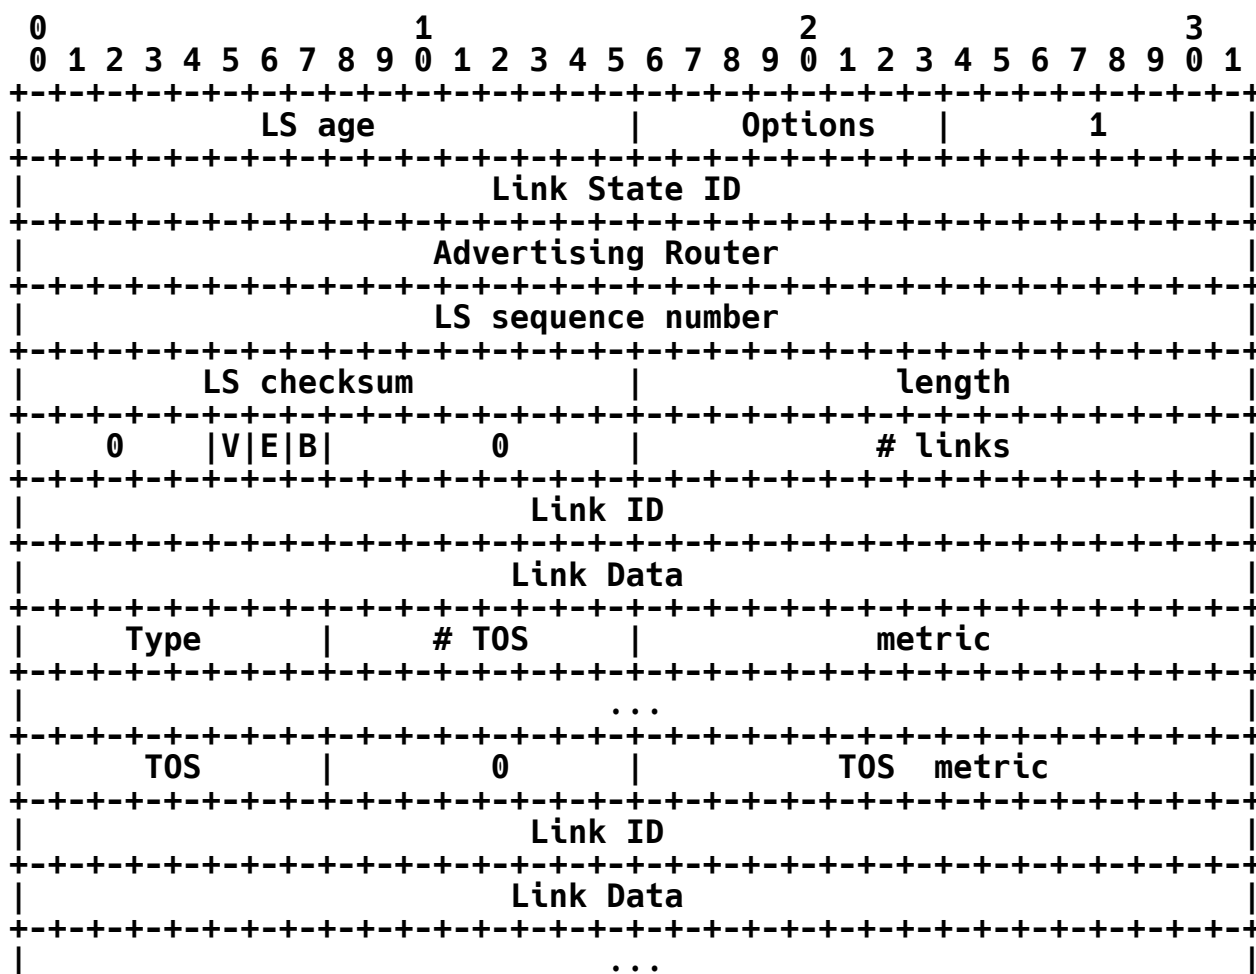 0                   1                   2                   3
 0 1 2 3 4 5 6 7 8 9 0 1 2 3 4 5 6 7 8 9 0 1 2 3 4 5 6 7 8 9 0 1
+-+-+-+-+-+-+-+-+-+-+-+-+-+-+-+-+-+-+-+-+-+-+-+-+-+-+-+-+-+-+-+-+
|            LS age             |     Options   |       1       |
+-+-+-+-+-+-+-+-+-+-+-+-+-+-+-+-+-+-+-+-+-+-+-+-+-+-+-+-+-+-+-+-+
|                        Link State ID                          |
+-+-+-+-+-+-+-+-+-+-+-+-+-+-+-+-+-+-+-+-+-+-+-+-+-+-+-+-+-+-+-+-+
|                     Advertising Router                        |
+-+-+-+-+-+-+-+-+-+-+-+-+-+-+-+-+-+-+-+-+-+-+-+-+-+-+-+-+-+-+-+-+
|                     LS sequence number                        |
+-+-+-+-+-+-+-+-+-+-+-+-+-+-+-+-+-+-+-+-+-+-+-+-+-+-+-+-+-+-+-+-+
|         LS checksum           |             length            |
+-+-+-+-+-+-+-+-+-+-+-+-+-+-+-+-+-+-+-+-+-+-+-+-+-+-+-+-+-+-+-+-+
|    0    |V|E|B|        0      |            # links            |
+-+-+-+-+-+-+-+-+-+-+-+-+-+-+-+-+-+-+-+-+-+-+-+-+-+-+-+-+-+-+-+-+
|                          Link ID                              |
+-+-+-+-+-+-+-+-+-+-+-+-+-+-+-+-+-+-+-+-+-+-+-+-+-+-+-+-+-+-+-+-+
|                         Link Data                             |
+-+-+-+-+-+-+-+-+-+-+-+-+-+-+-+-+-+-+-+-+-+-+-+-+-+-+-+-+-+-+-+-+
|     Type      |     # TOS     |            metric             |
+-+-+-+-+-+-+-+-+-+-+-+-+-+-+-+-+-+-+-+-+-+-+-+-+-+-+-+-+-+-+-+-+
|                              ...                              |
+-+-+-+-+-+-+-+-+-+-+-+-+-+-+-+-+-+-+-+-+-+-+-+-+-+-+-+-+-+-+-+-+
|      TOS      |        0      |          TOS  metric          |
+-+-+-+-+-+-+-+-+-+-+-+-+-+-+-+-+-+-+-+-+-+-+-+-+-+-+-+-+-+-+-+-+
|                          Link ID                              |
+-+-+-+-+-+-+-+-+-+-+-+-+-+-+-+-+-+-+-+-+-+-+-+-+-+-+-+-+-+-+-+-+
|                         Link Data                             |
+-+-+-+-+-+-+-+-+-+-+-+-+-+-+-+-+-+-+-+-+-+-+-+-+-+-+-+-+-+-+-+-+
|                              ...                              |